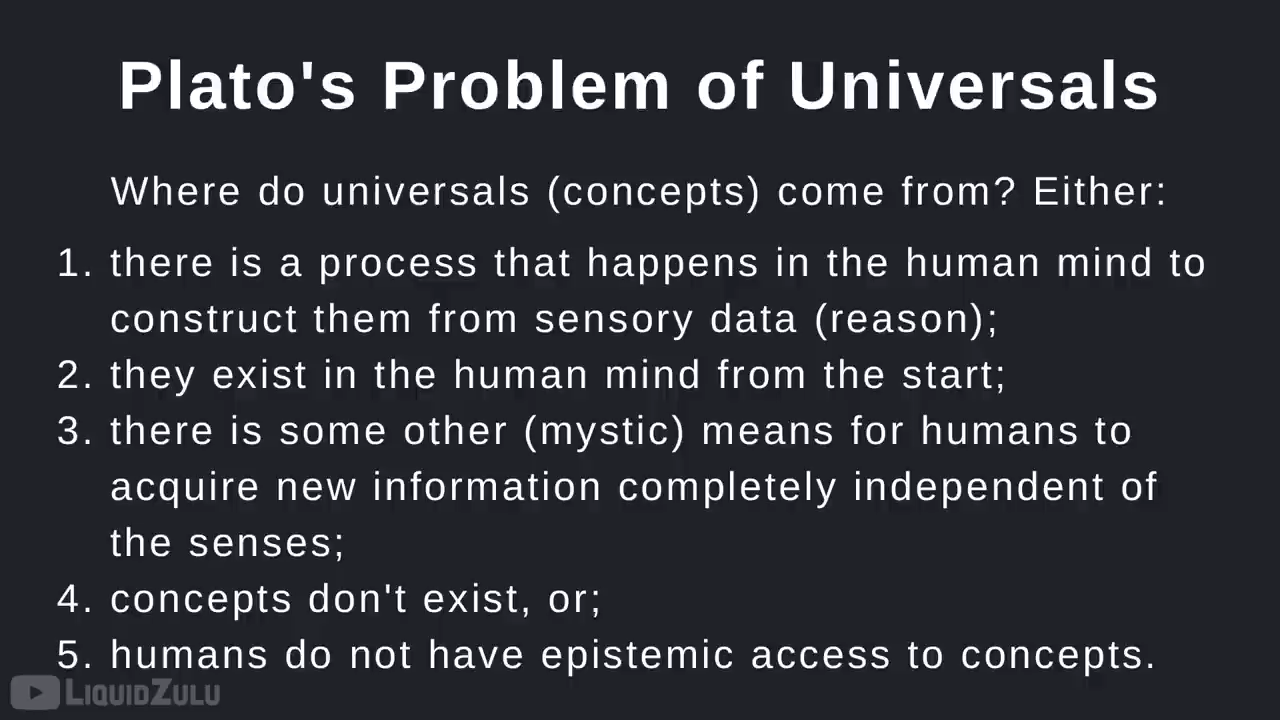 Plato's Problem of Universals
Where do universals (concepts) come from? Either:
1. there is a process that happens in the human mind to
construct them from sensory data (reason);
2. they exist in the human mind from the start;
3. there is some other (mystic) means for humans to
acquire new information completely independent of
the senses;
4. concepts don't exist, or;
5. humans do not have epistemic access to concepts.
LIQUIDZULU